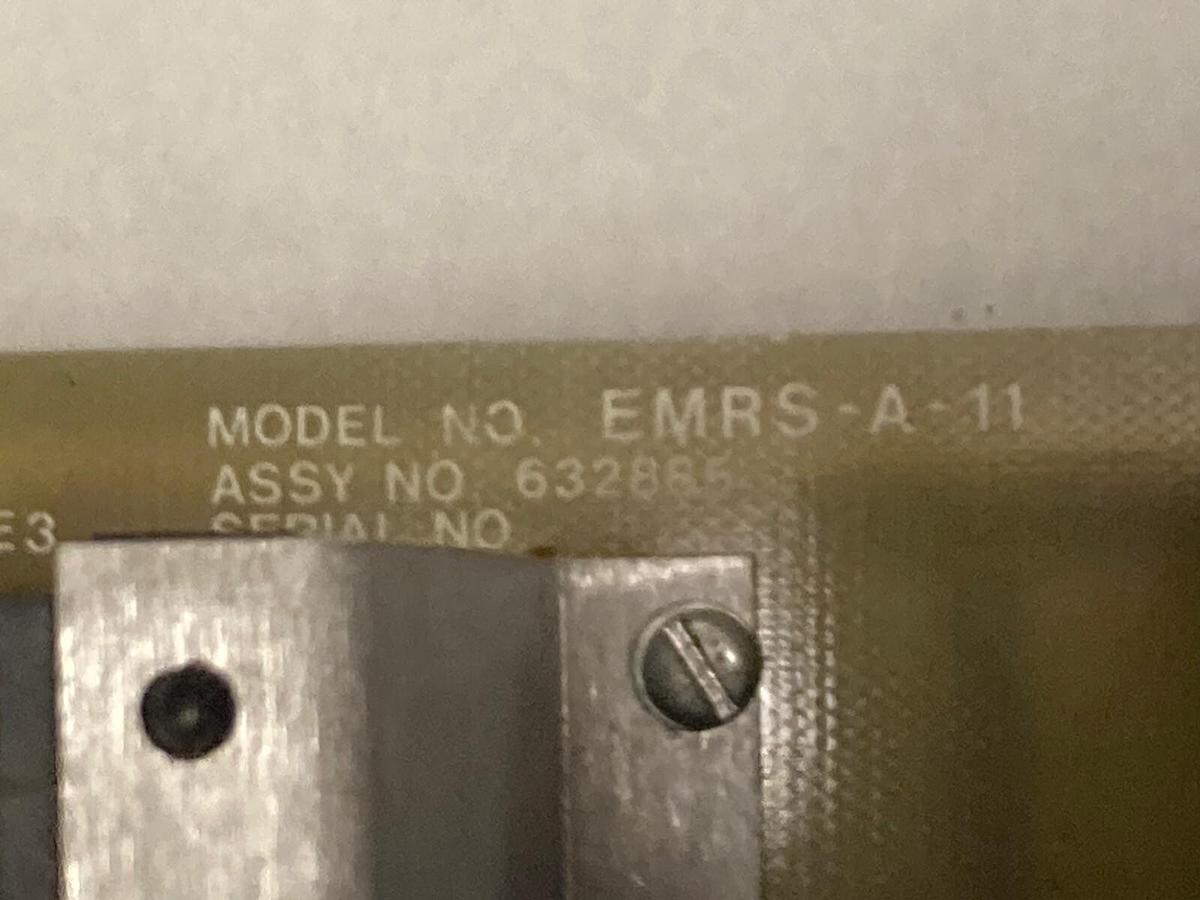 MODEL NO. EMRS-A-11
ASSY NO. 632865
SERIAL NO
E3